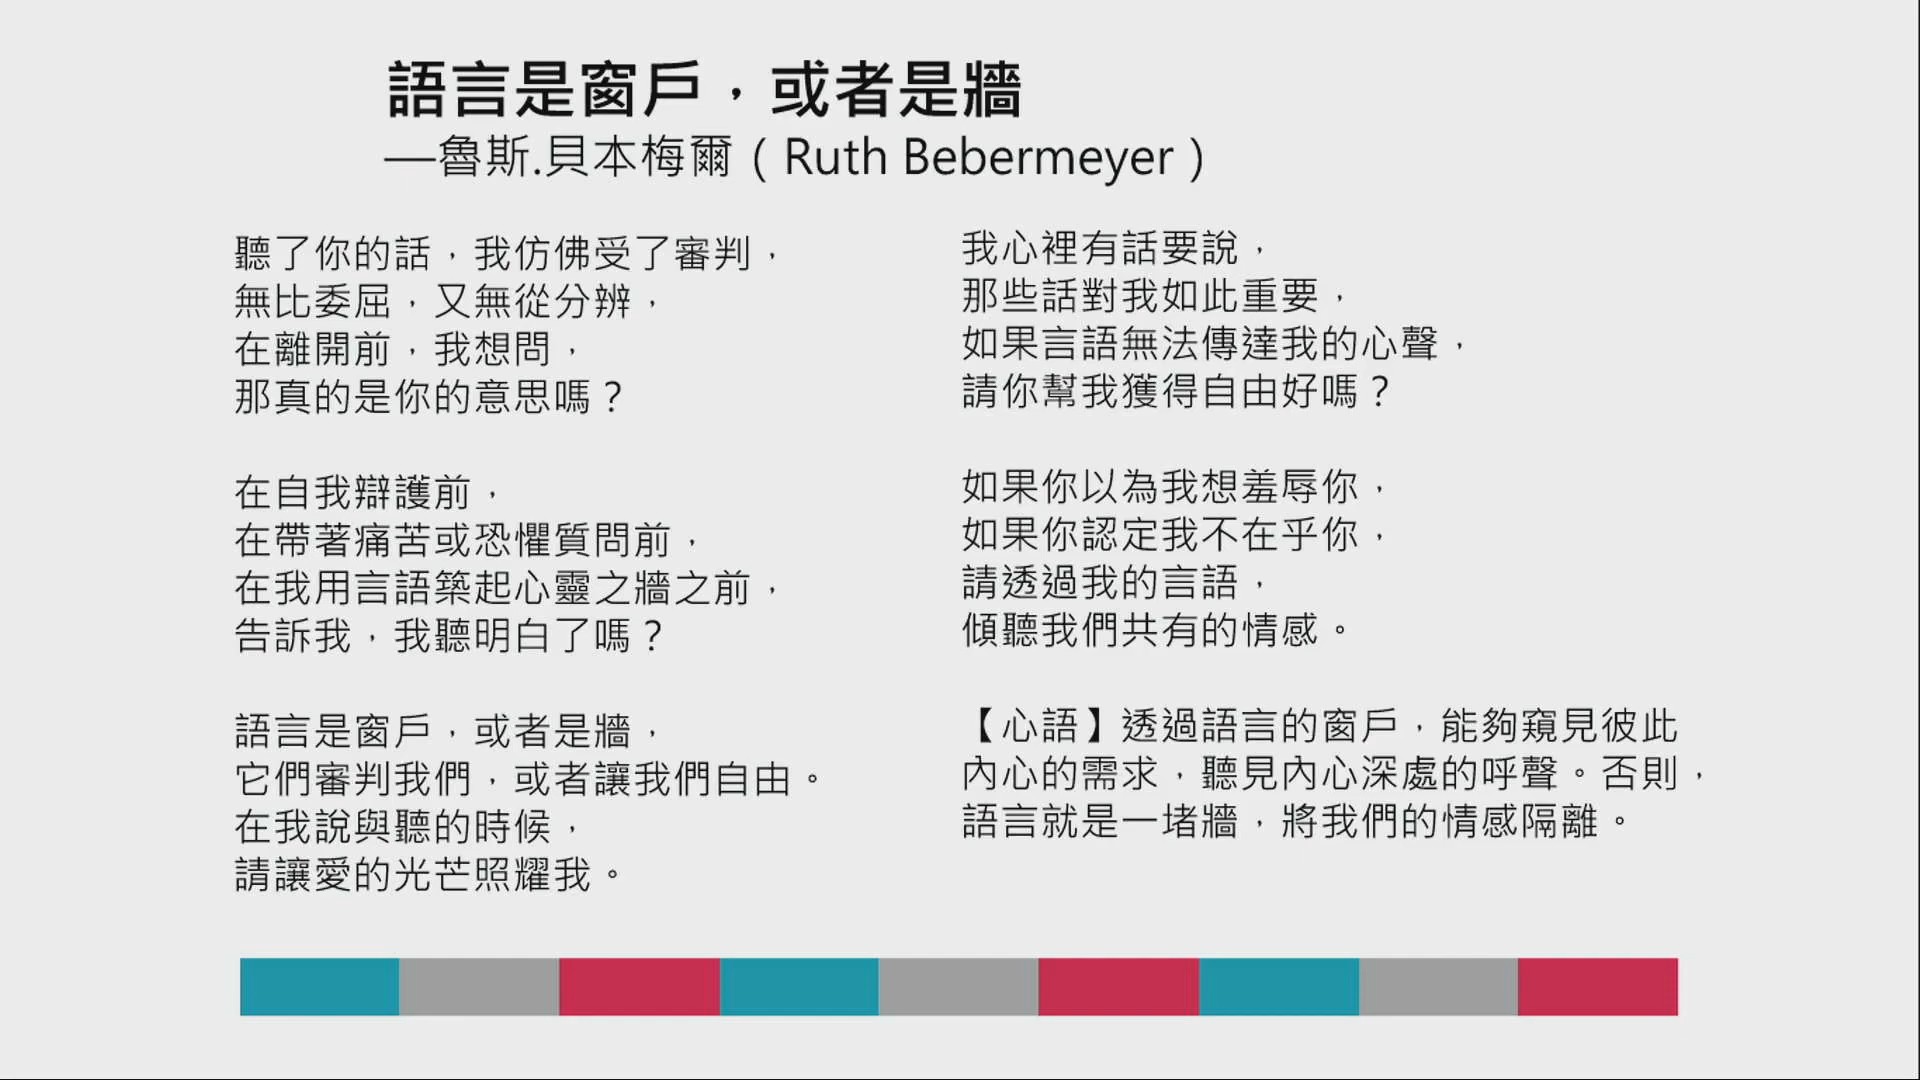 語言是窗戶，或者是牆
—魯斯.貝本梅爾（Ruth Bebermeyer）
聽了你的話，我仿佛受了審判，
無比委屈，又無從分辨，
在離開前，我想問，
那真的是你的意思嗎？
在自我辯護前，
在帶著痛苦或恐懼質問前，
在我用言語築起心靈之牆之前，
告訴我，我聽明白了嗎？
語言是窗戶，或者是牆，
它們審判我們，或者讓我們自由。
在我說與聽的時候，
請讓愛的光芒照耀我。
我心裡有話要說，
那些話對我如此重要，
如果言語無法傳達我的心聲，
請你幫我獲得自由好嗎？
如果你以為我想羞辱你，
如果你認定我不在乎你，
請透過我的言語，
傾聽我們共有的情感。
【心語】透過語言的窗戶，能夠窺見彼此
內心的需求，聽見內心深處的呼聲。否則，
語言就是一堵牆，將我們的情感隔離。